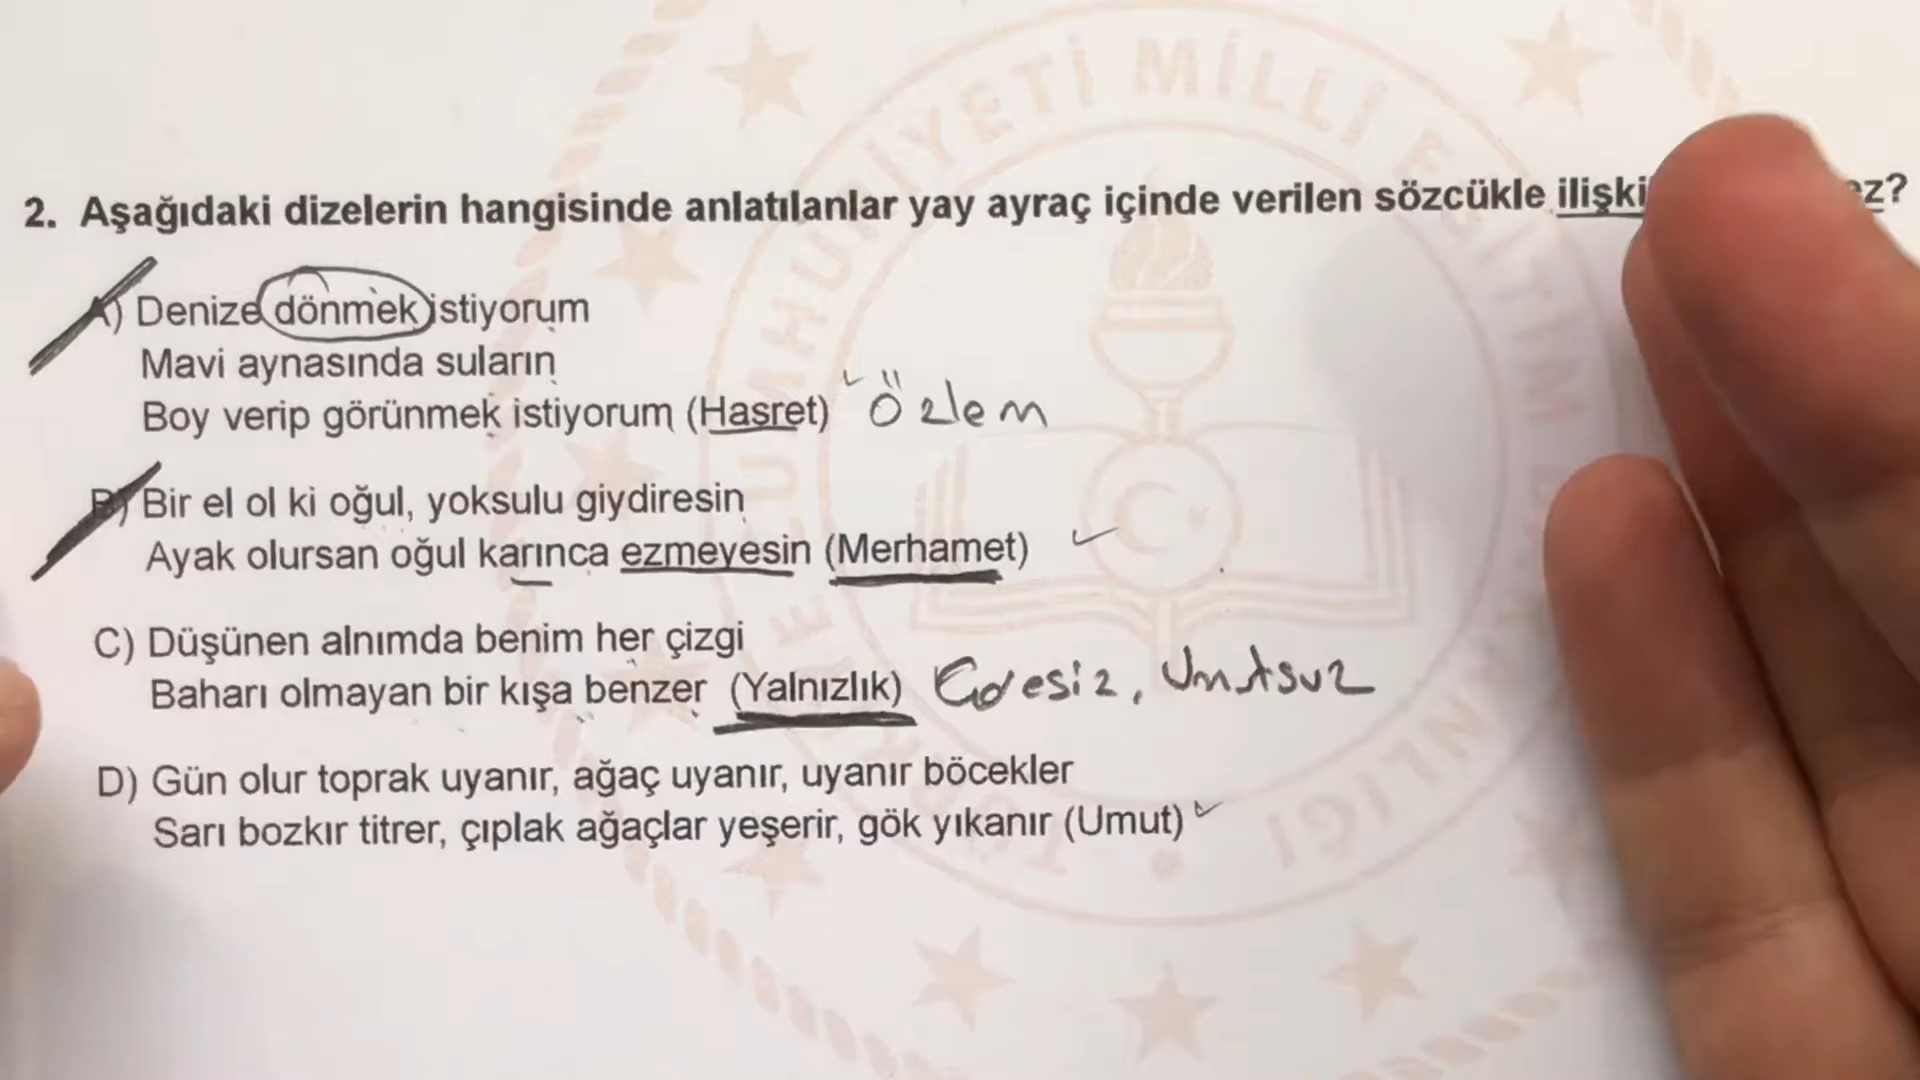 2. Aşağıdaki dizelerin hangisinde anlatılanlar yay ayraç içinde verilen sözcükle
A) Denize dönmek istiyorum
Mavi aynasında suların
Boy verip görünmek istiyorum (Hasret) Özlem
B) Bir el ol ki oğul, yoksulu giydiresin
Ayak olursan oğul karınca ezmeyesin (Merhamet)
C) Düşünen alnımda benim her çizgi
Baharı olmayan bir kışa benzer (Yalnızlık) Çaresiz, Umutsuz
D) Gün olur toprak uyanır, ağaç uyanır, uyanır böcekler
Sarı bozkır titrer, çıplak ağaçlar yeşerir, gök yıkanır (Umut)